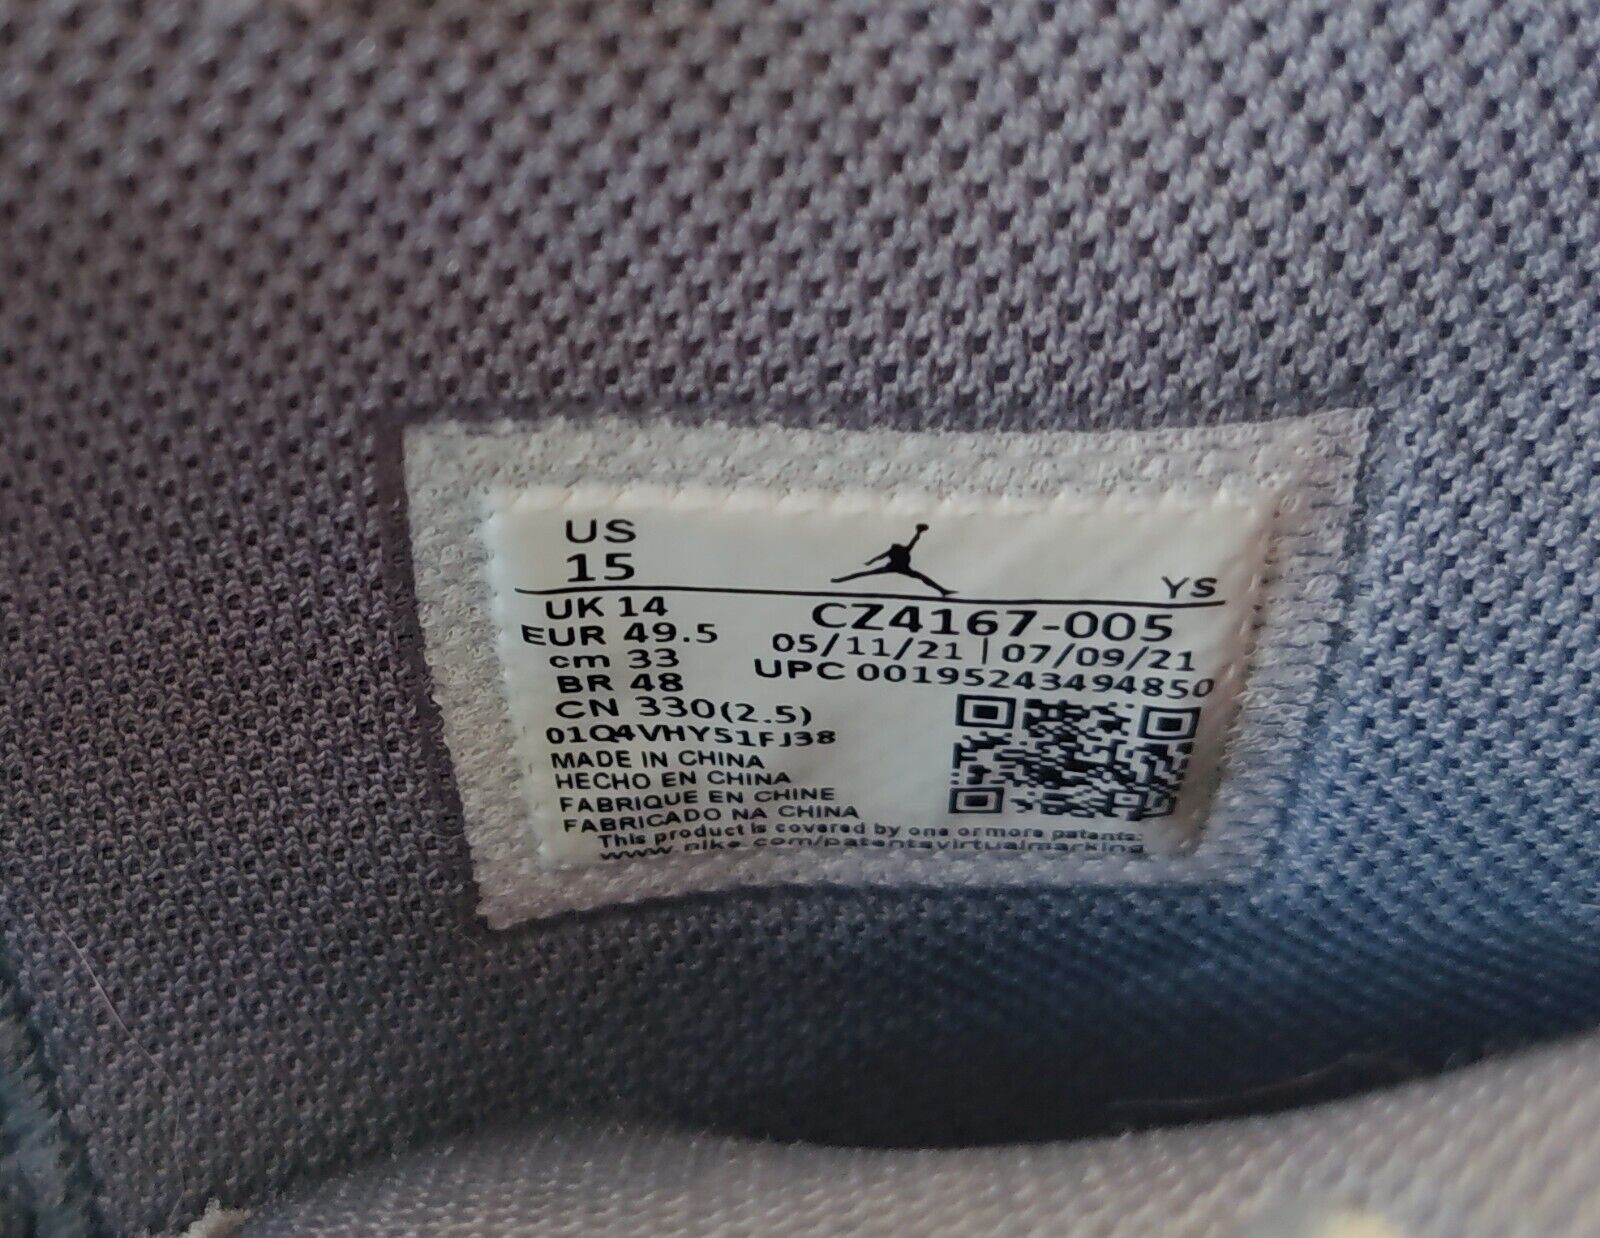 US
15
YS
UK 14
EUR 49.5
cm 33
BR 48
CN 330(2.5)
01Q4VHY51FJ38
CZ4167-005
05/11/21 | 07/09/21
UPC 00195243494850
MADE IN CHINA
HECHO EN CHINA
FABRIQUE EN CHINE
FABRICADO NA CHINA
This product is covered by one or more patents:
www.nike.com/patentsvirtualmarking